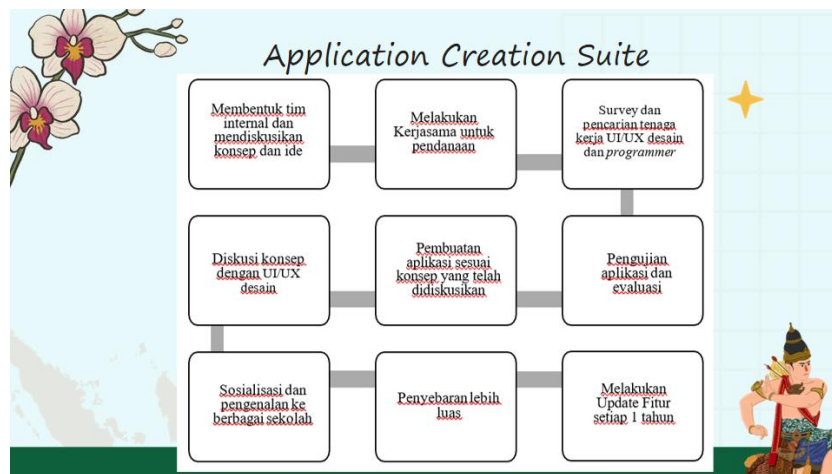 Application Creation Suite
Membentuk tim
internal dan
mendiskusikan
konsep dan ide
Melakukan
Kerjasama untuk
pendanaan
Survey dan
pencarian tenaga
kerja UI/UX desain
dan programmer
Diskusi konsep
dengan UI/UX
desain
Pembuatan
aplikasi sesuai
konsep yang telah
didiskusikan
Pengujian
aplikasi dan
evaluasi
Sosialisasi dan
pengenalan ke
berbagai sekolah
Penyebaran lebih
luas
Melakukan
Update Fitur
setiap 1 tahun